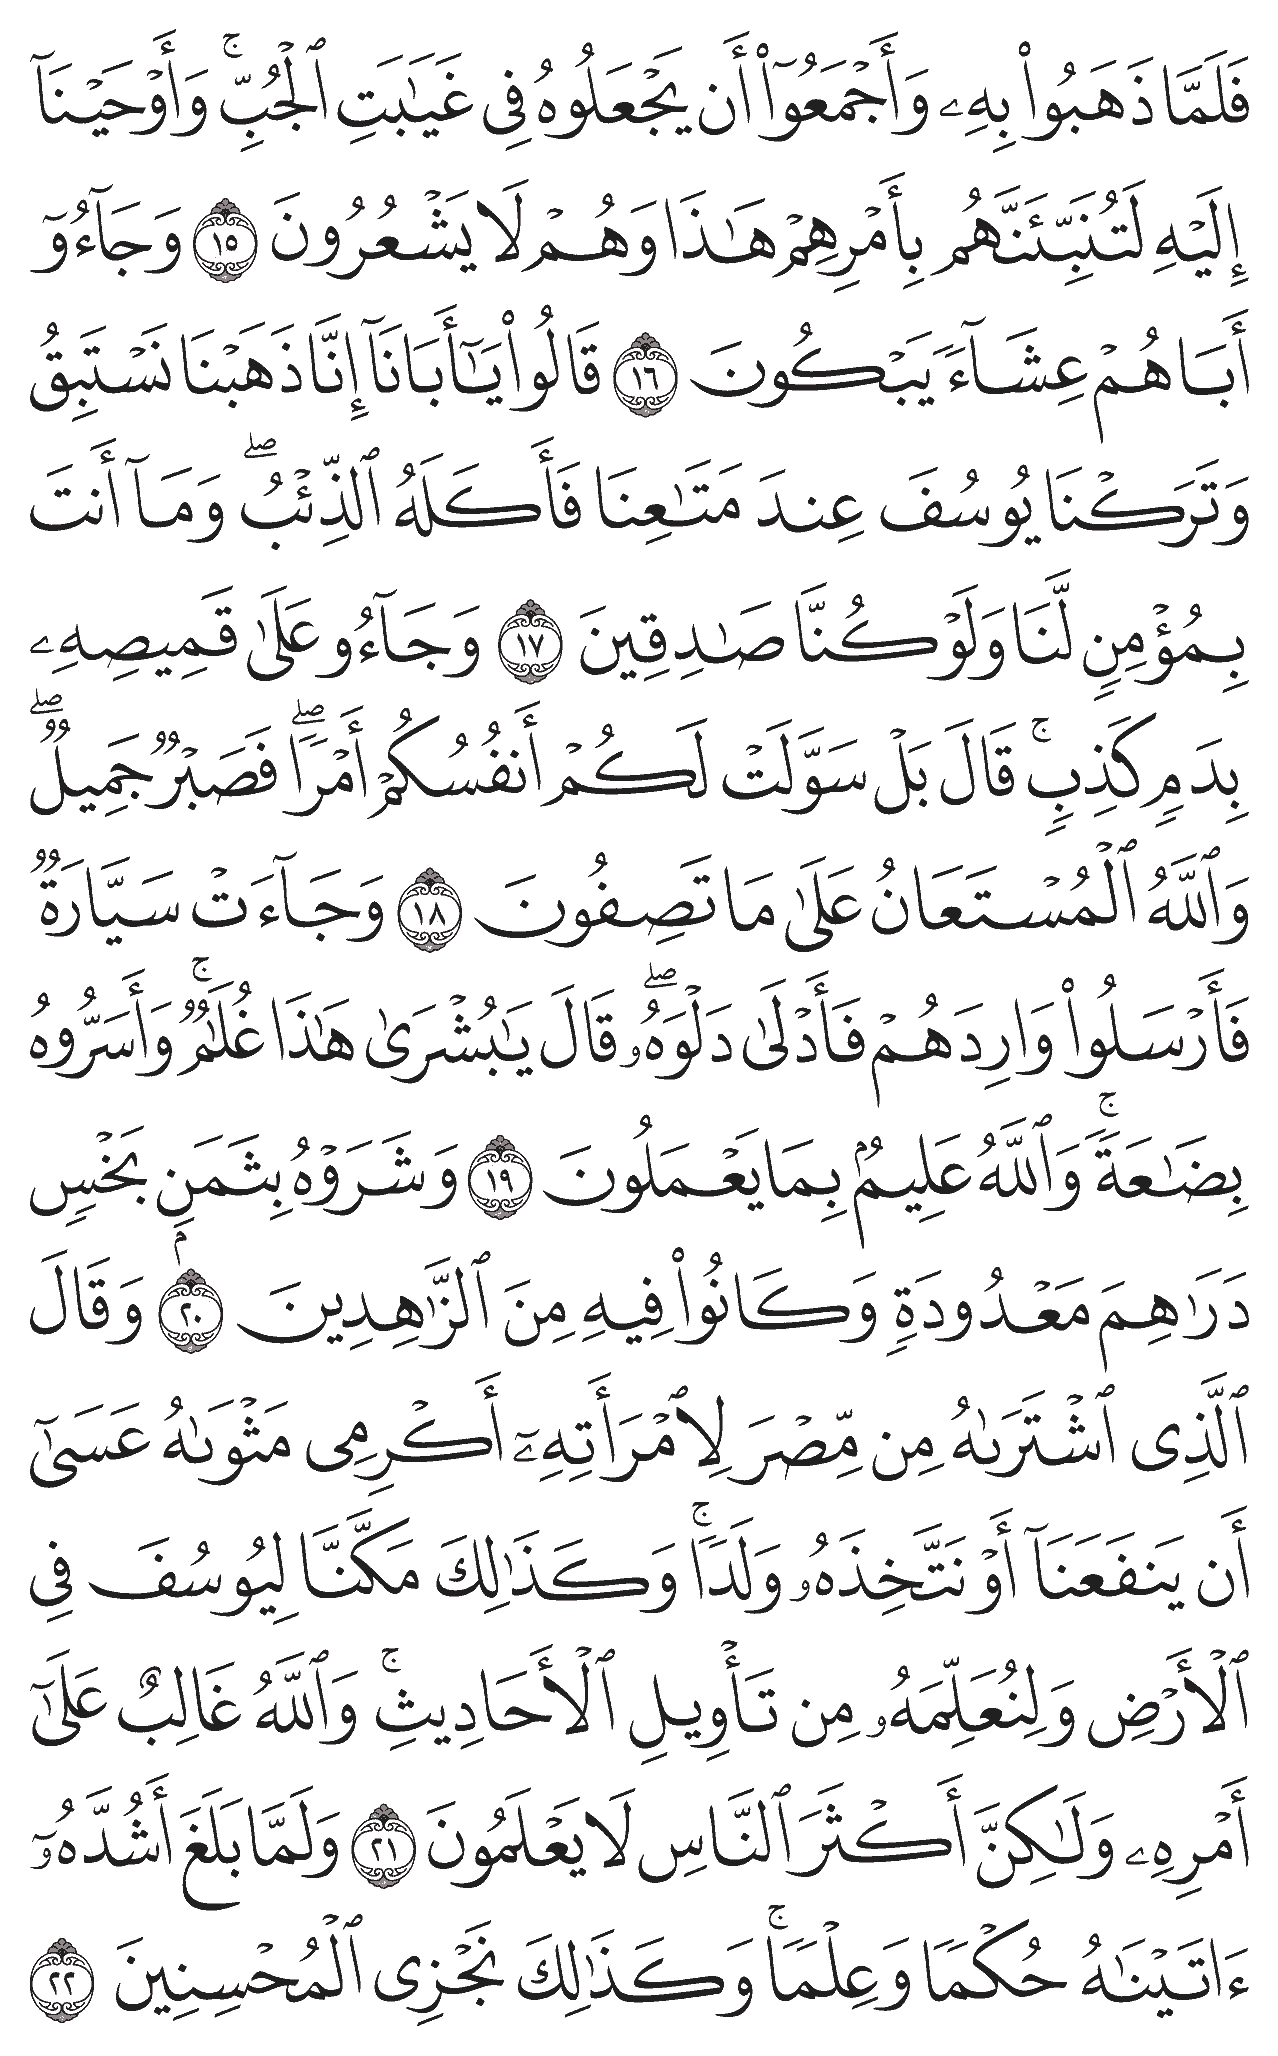 فَلَمَّا ذَهَبُوا۟ بِهِۦ وَأَجْمَعُوٓا۟ أَن يَجْعَلُوهُ فِى غَيَـٰبَتِ ٱلْجُبِّ ۚ وَأَوْحَيْنَآ
إِلَيْهِ لَتُنَبِّئَنَّهُم بِأَمْرِهِمْ هَـٰذَا وَهُمْ لَا يَشْعُرُونَ ١٥ وَجَآءُوٓ
أَبَاهُمْ عِشَآءً يَبْكُونَ ١٦ قَالُوا۟ يَـٰٓأَبَانَآ إِنَّا ذَهَبْنَا نَسْتَبِقُ
وَتَرَكْنَا يُوسُفَ عِندَ مَتَـٰعِنَا فَأَكَلَهُ ٱلذِّئْبُ ۖ وَمَآ أَنتَ
بِمُؤْمِنٍ لَّنَا وَلَوْ كُنَّا صَـٰدِقِينَ ١٧ وَجَآءُو عَلَىٰ قَمِيصِهِۦ
بِدَمٍ كَذِبٍ ۚ قَالَ بَلْ سَوَّلَتْ لَكُمْ أَنفُسُكُمْ أَمْرًا ۖ فَصَبْرٌ جَمِيلٌ ۖ
وَٱللَّهُ ٱلْمُسْتَعَانُ عَلَىٰ مَا تَصِفُونَ ١٨ وَجَآءَتْ سَيَّارَةٌ
فَأَرْسَلُوا۟ وَارِدَهُمْ فَأَدْلَىٰ دَلْوَهُۥ ۖ قَالَ يَـٰبُشْرَىٰ هَـٰذَا غُلَـٰمٌ ۚ وَأَسَرُّوهُ
بِضَـٰعَةً ۚ وَٱللَّهُ عَلِيمٌۢ بِمَا يَعْمَلُونَ ١٩ وَشَرَوْهُ بِثَمَنٍۭ بَخْسٍ
دَرَٰهِمَ مَعْدُودَةٍ وَكَانُوا۟ فِيهِ مِنَ ٱلزَّٰهِدِينَ ٢٠ وَقَالَ
ٱلَّذِى ٱشْتَرَىٰهُ مِن مِّصْرَ لِٱمْرَأَتِهِۦٓ أَكْرِمِى مَثْوَىٰهُ عَسَىٰٓ
أَن يَنفَعَنَآ أَوْ نَتَّخِذَهُۥ وَلَدًا ۚ وَكَذَٰلِكَ مَكَّنَّا لِيُوسُفَ فِى
ٱلْأَرْضِ وَلِنُعَلِّمَهُۥ مِن تَأْوِيلِ ٱلْأَحَادِيثِ ۚ وَٱللَّهُ غَالِبٌ عَلَىٰٓ
أَمْرِهِۦ وَلَـٰكِنَّ أَكْثَرَ ٱلنَّاسِ لَا يَعْلَمُونَ ٢١ وَلَمَّا بَلَغَ أَشُدَّهُۥٓ
ءَاتَيْنَـٰهُ حُكْمًا وَعِلْمًا ۚ وَكَذَٰلِكَ نَجْزِى ٱلْمُحْسِنِينَ ٢٢